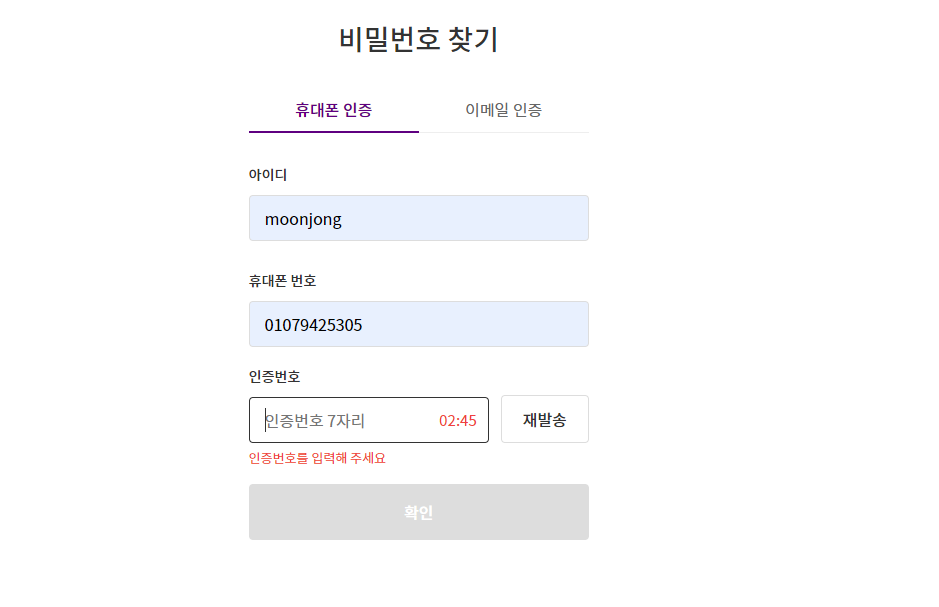 비밀번호 찾기
휴대폰 인증 이메일 인증
아이디
moonjong
휴대폰 번호
01079425305
인증번호
인증번호 7자리 02:45 재발송
인증번호를 입력해 주세요
확인